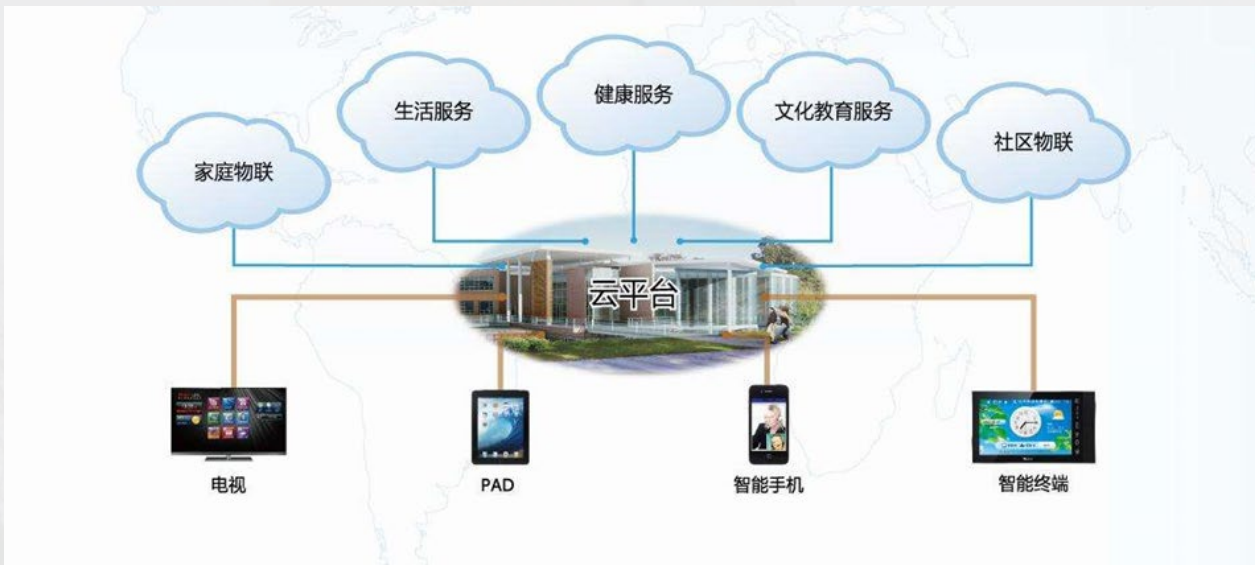 健康服务
生活服务
文化教育服务
家庭物联
社区物联
云平台
电视
PAD
智能手机
智能终端